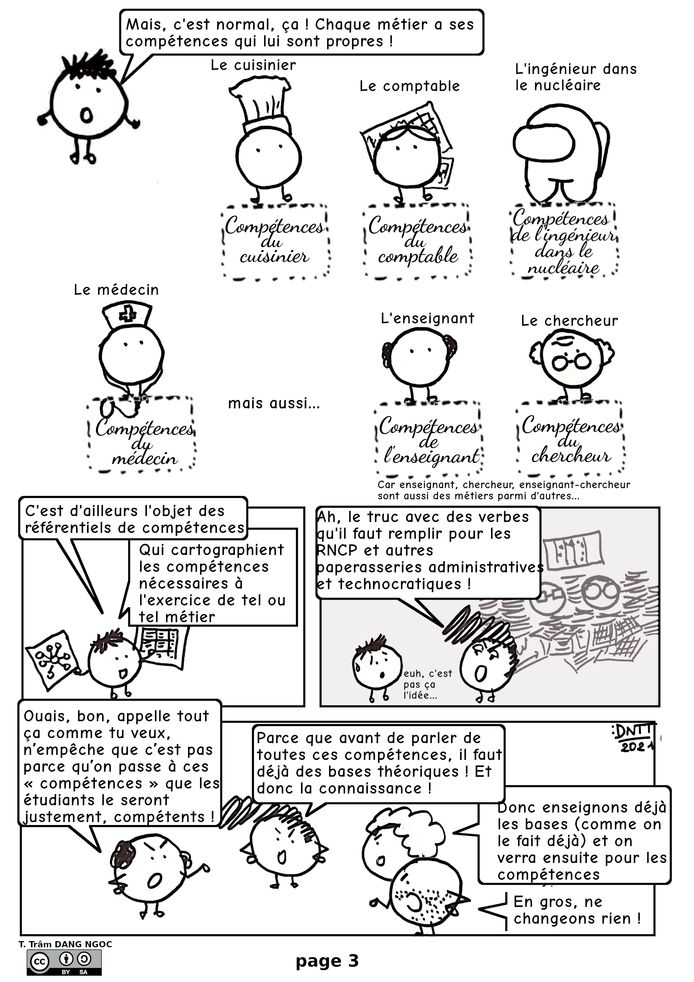 Mais, c'est normal, ça ! Chaque métier a ses
compétences qui lui sont propres !
Le cuisinier
Le comptable
L'ingénieur dans
le nucléaire
Compétences
du
cuisinier
Compétences
du
comptable
Compétences
de l'ingénieur
dans le
nucléaire
Le médecin
Compétences
du
médecin
mais aussi...
L'enseignant
Le chercheur
Compétences
de
l'enseignant
Compétences
du
chercheur
Car enseignant, chercheur, enseignant-chercheur
sont aussi des métiers parmi d'autres...
C'est d'ailleurs l'objet des
référentiels de compétences
Qui cartographient
les compétences
nécessaires à
l'exercice de tel ou
tel métier
Ah, le truc avec des verbes
qu'il faut remplir pour les
RNCP et autres
paperasseries administratives
et technocratiques !
euh, c'est
pas ça
l'idée...
Ouais, bon, appelle tout
ça comme tu veux,
n'empêche que c'est pas
parce qu'on passe à ces
« compétences » que les
étudiants le seront
justement, compétents !
Parce que avant de parler de
toutes ces compétences, il faut
déjà des bases théoriques ! Et
donc la connaissance !
:DNTT
2021
Donc enseignons déjà
les bases (comme on
le fait déjà) et on
verra ensuite pour les
compétences
En gros, ne
changeons rien !
T. Trâm DANG NGOC
cc
BY SA
page 3